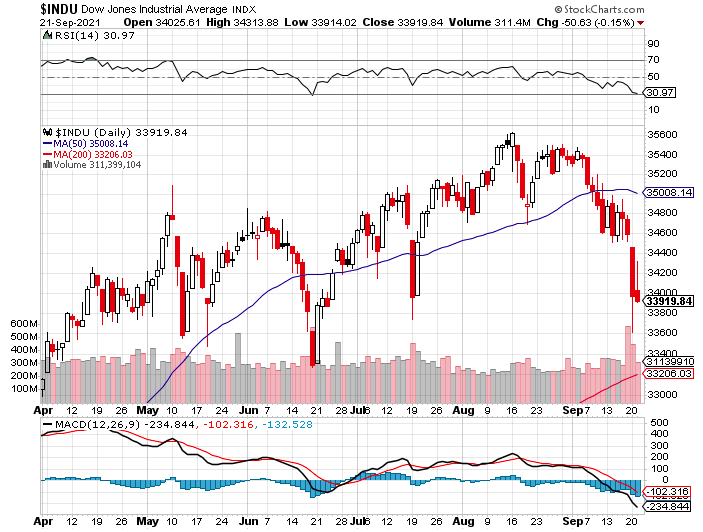 $INDU Dow Jones Industrial Average INDX
© StockCharts.com
21-Sep-2021 Open 34025.61 High 34313.88 Low 33914.02 Close 33919.84 Volume 311.4M Chg -50.63 (-0.15%)
RSI(14) 30.97
90
70
50
30.97
10
$INDU (Daily) 33919.84
MA(50) 35008.14
MA(200) 33206.03
Volume 311,399,104
35600
35400
35200
35008.14
34800
34600
34400
34200
34000
33919.84
33800
33600
33400
31139910
33206.03
33000
600M
500M
400M
300M
200M
100M
Apr 12 19 26 May 10 17 24 Jun 7 14 21 28 Jul 6 12 19 26 Aug 9 16 23 Sep 7 13 20
MACD(12,26,9) -234.844, -102.316, -132.528
500
400
300
200
100
0
-102.316
-234.844
Apr 12 19 26 May 10 17 24 Jun 7 14 21 28 Jul 6 12 19 26 Aug 9 16 23 Sep 7 13 20